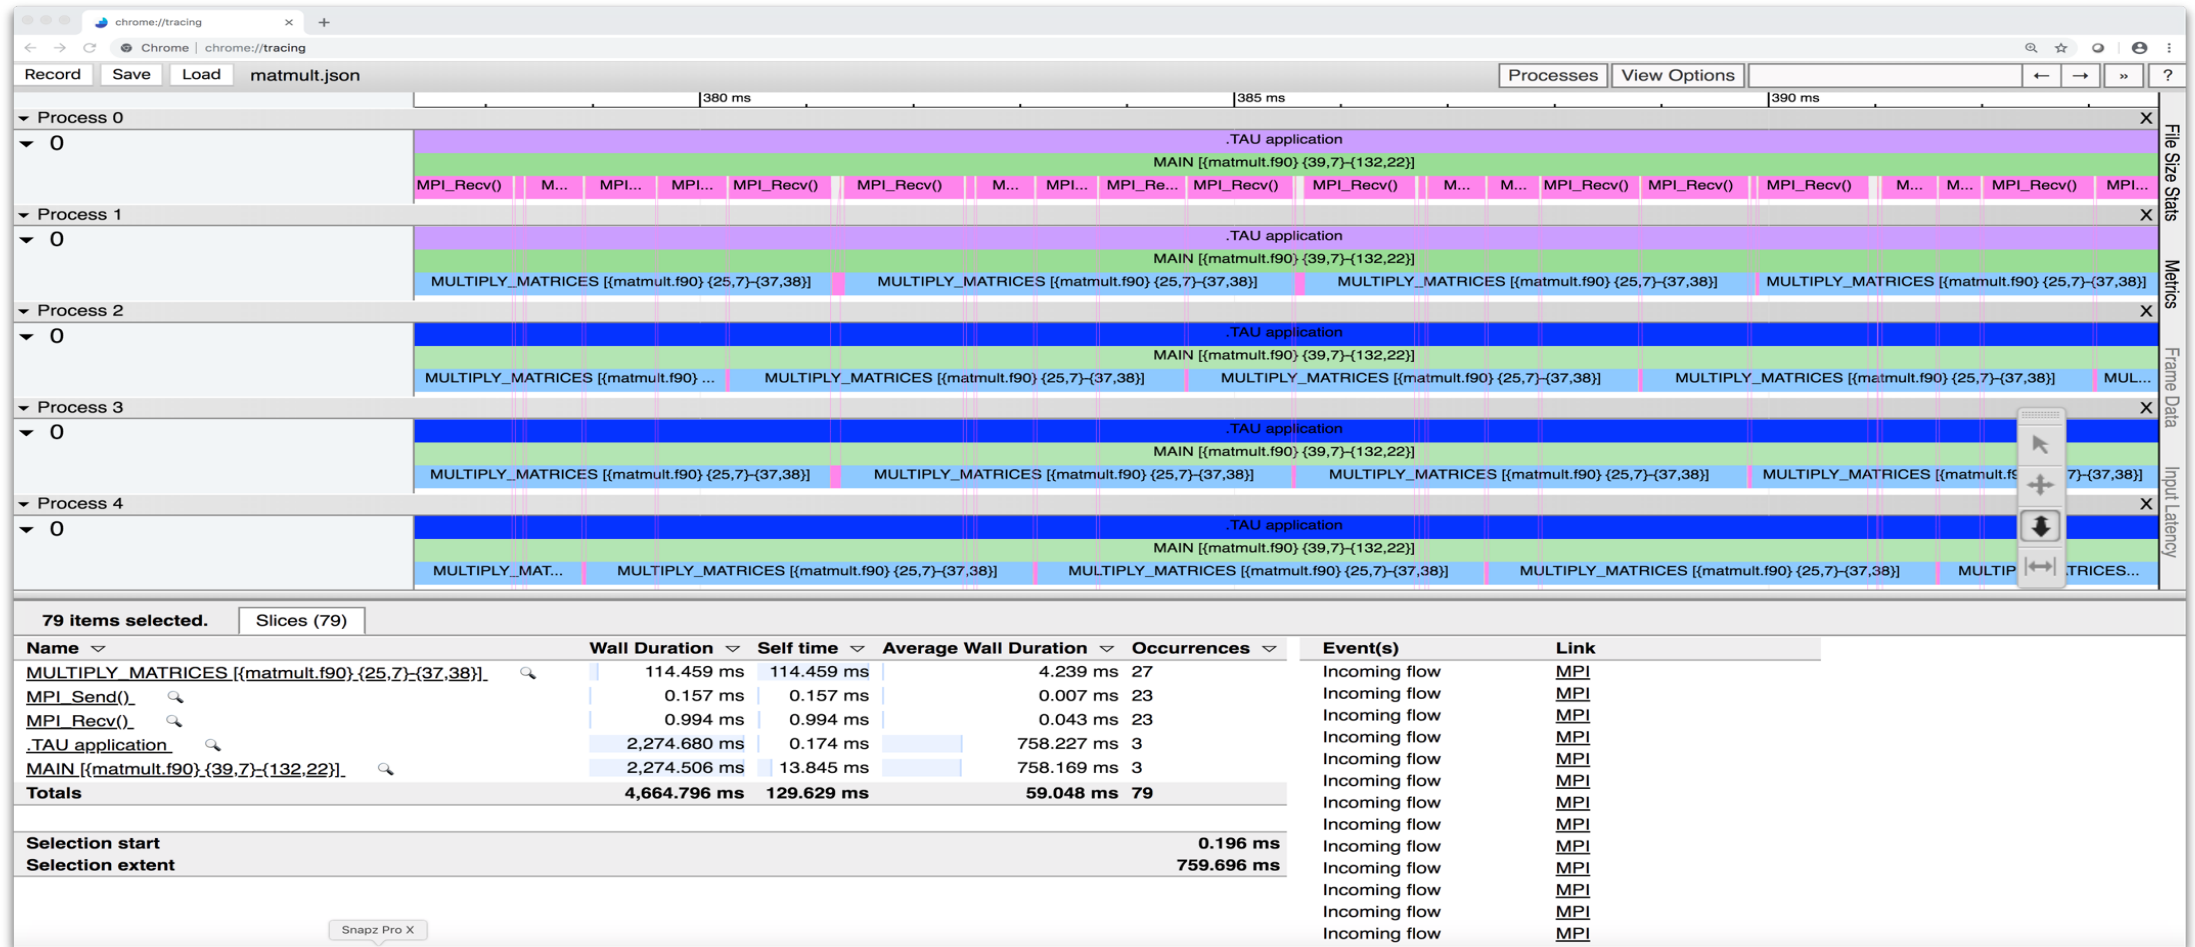 chrome://tracing × +
Chrome | chrome://tracing
Record Save Load matmult.json Processes View Options ← → » ?
380 ms 385 ms 390 ms
Process 0 X
0 .TAU application
MAIN [{matmult.f90} {39,7}-{132,22}]
MPI_Recv() M... MPI... MPI... MPI_Recv() MPI_Recv() M... MPI... MPI_Re... MPI_Recv() MPI_Recv() M... M... MPI_Recv() MPI_Recv() MPI_Recv() M... M... MPI_Recv() MPI...
Process 1 X
0 .TAU application
MAIN [{matmult.f90} {39,7}-{132,22}]
MULTIPLY_MATRICES [{matmult.f90} {25,7}-{37,38}] MULTIPLY_MATRICES [{matmult.f90} {25,7}-{37,38}] MULTIPLY_MATRICES [{matmult.f90} {25,7}-{37,38}] MULTIPLY_MATRICES [{matmult.f90} {25,7}-{37,38}]
Process 2 X
0 .TAU application
MAIN [{matmult.f90} {39,7}-{132,22}]
MULTIPLY_MATRICES [{matmult.f90} ... MULTIPLY_MATRICES [{matmult.f90} {25,7}-{37,38}] MULTIPLY_MATRICES [{matmult.f90} {25,7}-{37,38}] MULTIPLY_MATRICES [{matmult.f90} {25,7}-{37,38}] MUL...
Process 3 X
0 .TAU application
MAIN [{matmult.f90} {39,7}-{132,22}]
MULTIPLY_MATRICES [{matmult.f90} {25,7}-{37,38}] MULTIPLY_MATRICES [{matmult.f90} {25,7}-{37,38}] MULTIPLY_MATRICES [{matmult.f90} {25,7}-{37,38}] MULTIPLY_MATRICES [{matmult.f9 7}-{37,38}]
Process 4 X
0 .TAU application
MAIN [{matmult.f90} {39,7}-{132,22}]
MULTIPLY_MAT... MULTIPLY_MATRICES [{matmult.f90} {25,7}-{37,38}] MULTIPLY_MATRICES [{matmult.f90} {25,7}-{37,38}] MULTIPLY_MATRICES [{matmult.f90} {25,7}-{37,38}] MULTIP TRICES...
File Size Stats
Metrics
Frame Data
Input Latency
79 items selected. Slices (79)
Name Wall Duration Self time Average Wall Duration Occurrences Event(s) Link
MULTIPLY_MATRICES [{matmult.f90} {25,7}-{37,38}] 114.459 ms 114.459 ms 4.239 ms 27
MPI_Send() 0.157 ms 0.157 ms 0.007 ms 23
MPI_Recv() 0.994 ms 0.994 ms 0.043 ms 23
.TAU application 2,274.680 ms 0.174 ms 758.227 ms 3
MAIN [{matmult.f90} {39,7}-{132,22}] 2,274.506 ms 13.845 ms 758.169 ms 3
Totals 4,664.796 ms 129.629 ms 59.048 ms 79
Selection start 0.196 ms
Selection extent 759.696 ms
Incoming flow MPI
Incoming flow MPI
Incoming flow MPI
Incoming flow MPI
Incoming flow MPI
Incoming flow MPI
Incoming flow MPI
Incoming flow MPI
Incoming flow MPI
Incoming flow MPI
Incoming flow MPI
Incoming flow MPI
Incoming flow MPI
Snapz Pro X